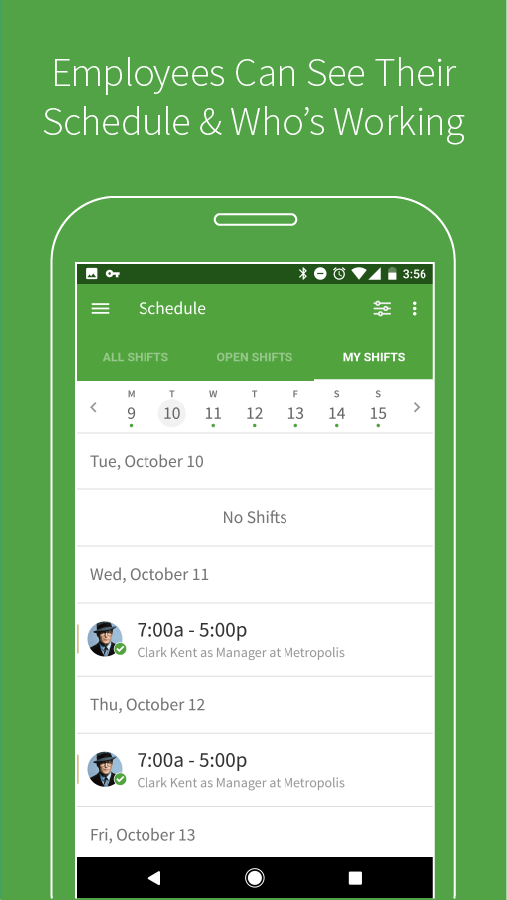 Employees Can See Their
Schedule & Who's Working
3:56
Schedule
ALL SHIFTS OPEN SHIFTS MY SHIFTS
M T W T F S S
9 10 11 12 13 14 15
Tue, October 10
No Shifts
Wed, October 11
7:00a - 5:00p
Clark Kent as Manager at Metropolis
Thu, October 12
7:00a - 5:00p
Clark Kent as Manager at Metropolis
Fri, October 13